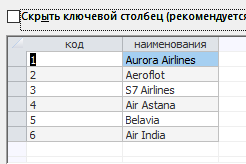 Скрыть ключевой столбец (рекомендуется
код наименования
1 Aurora Airlines
2 Aeroflot
3 S7 Airlines
4 Air Astana
5 Belavia
6 Air India